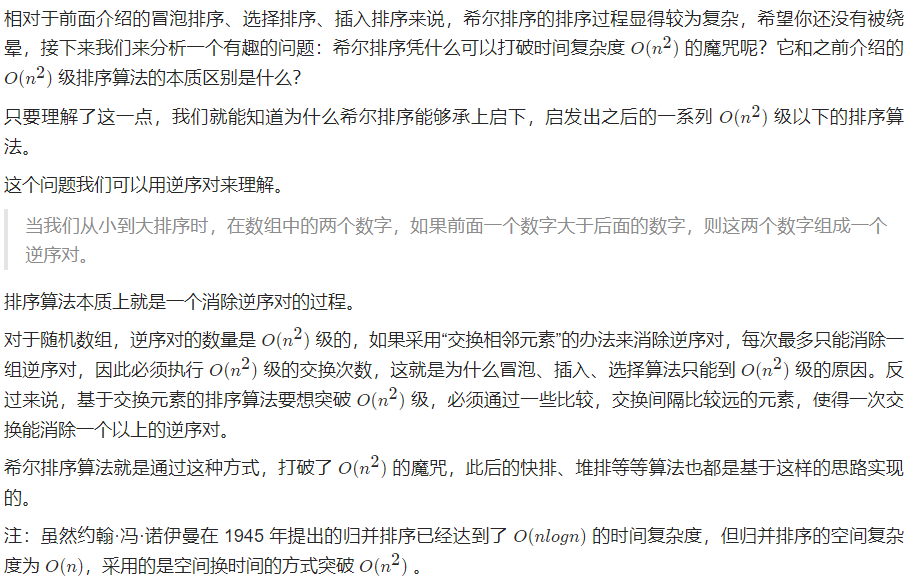 相对于前面介绍的冒泡排序、选择排序、插入排序来说，希尔排序的排序过程显得较为复杂，希望你还没有被绕
晕，接下来我们来分析一个有趣的问题：希尔排序凭什么可以打破时间复杂度 O(n²) 的魔咒呢？它和之前介绍的
O(n²) 级排序算法的本质区别是什么？
只要理解了这一点，我们就能知道为什么希尔排序能够承上启下，启发出之后的一系列 O(n²) 级以下的排序算
法。
这个问题我们可以用逆序对来理解。
当我们从小到大排序时，在数组中的两个数字，如果前面一个数字大于后面的数字，则这两个数字组成一个
逆序对。
排序算法本质上就是一个消除逆序对的过程。
对于随机数组，逆序对的数量是 O(n²) 级的，如果采用“交换相邻元素”的办法来消除逆序对，每次最多只能消除一
组逆序对，因此必须执行 O(n²) 级的交换次数，这就是为什么冒泡、插入、选择算法只能到 O(n²) 级的原因。反
过来说，基于交换元素的排序算法要想突破 O(n²) 级，必须通过一些比较，交换间隔比较远的元素，使得一次交
换能消除一个以上的逆序对。
希尔排序算法就是通过这种方式，打破了 O(n²) 的魔咒，此后的快排、堆排等等算法也都是基于这样的思路实现
的。
注：虽然约翰·冯·诺伊曼在 1945 年提出的归并排序已经达到了 O(nlogn) 的时间复杂度，但归并排序的空间复杂
度为 O(n)，采用的是空间换时间的方式突破 O(n²) 。